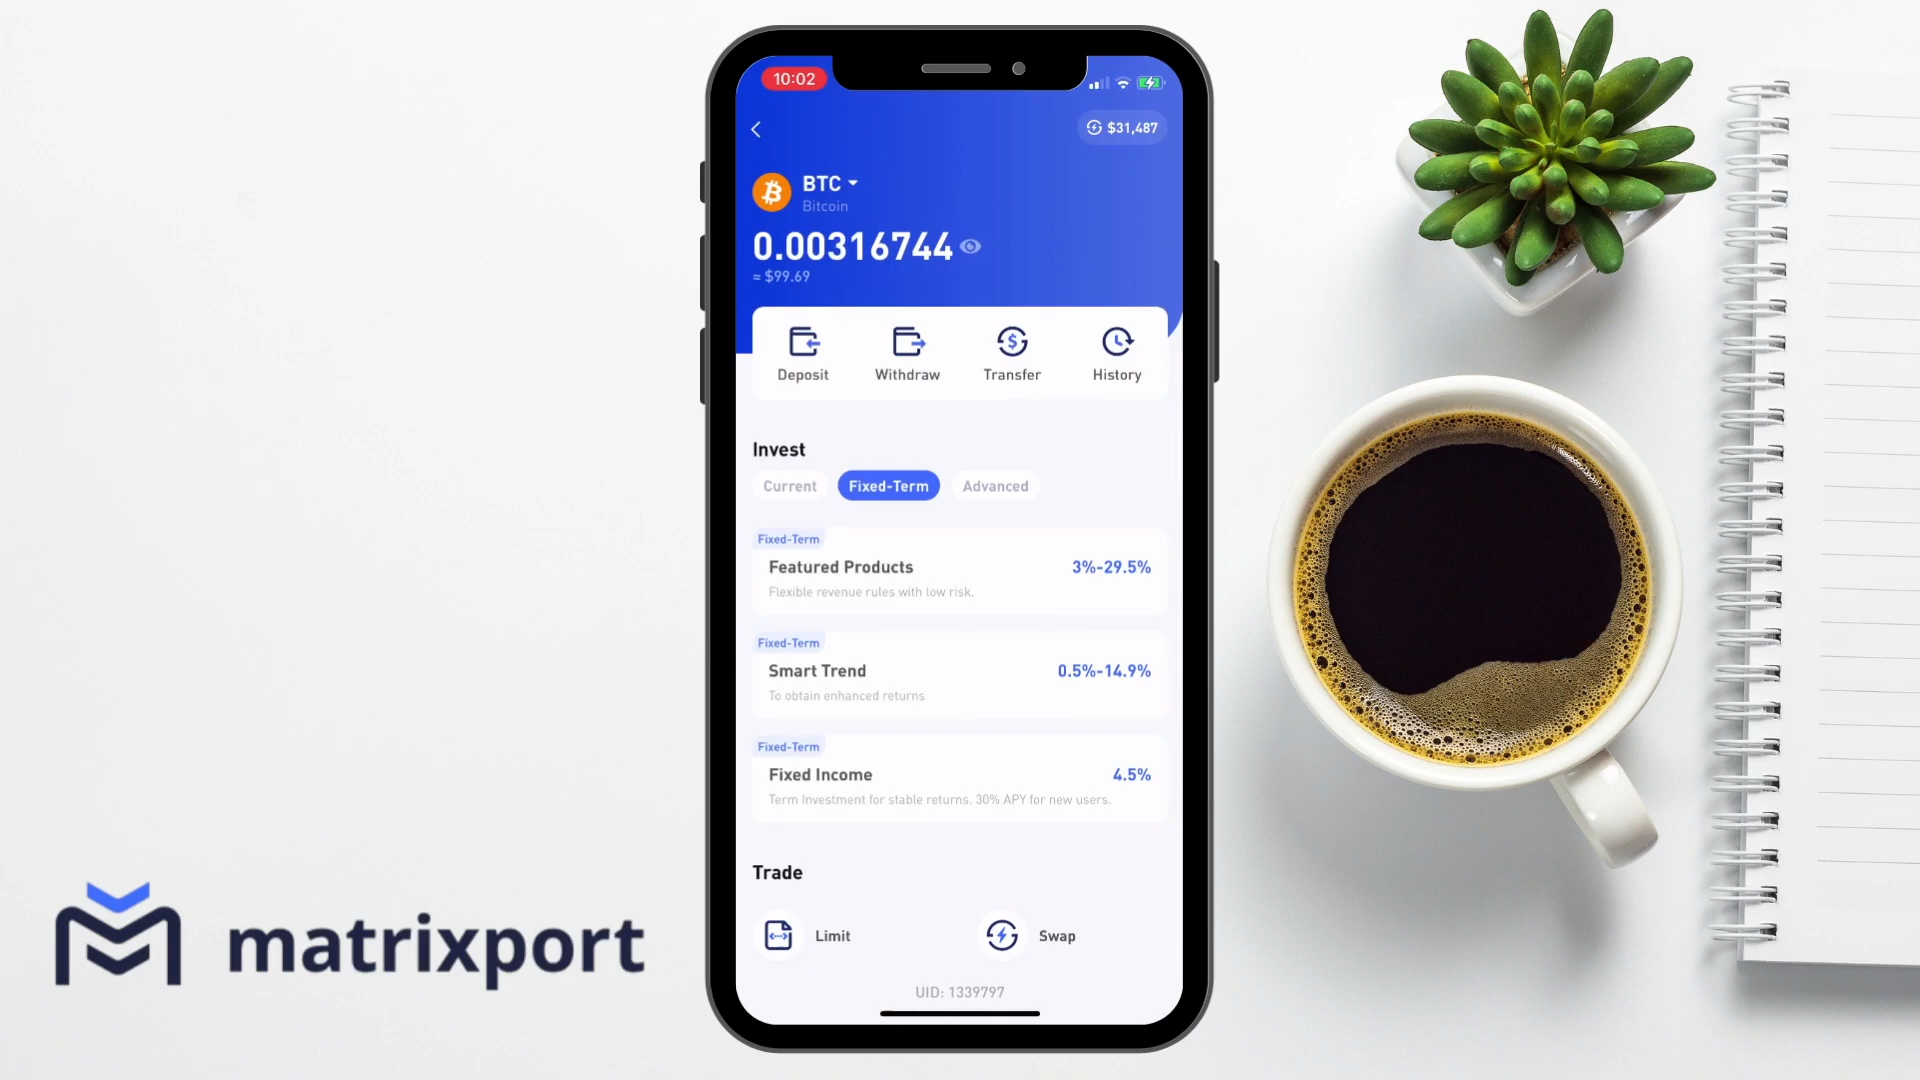 10:02
$31,487
BTC
Bitcoin
0.00316744
≈ $99.69
Deposit Withdraw Transfer History
Invest
Current Fixed-Term Advanced
Fixed-Term
Featured Products 3%-29.5%
Flexible revenue rules with low risk.
Fixed-Term
Smart Trend 0.5%-14.9%
To obtain enhanced returns
Fixed-Term
Fixed Income 4.5%
Term Investment for stable returns. 30% APY for new users.
Trade
Limit Swap
UID: 1339797
matrixport